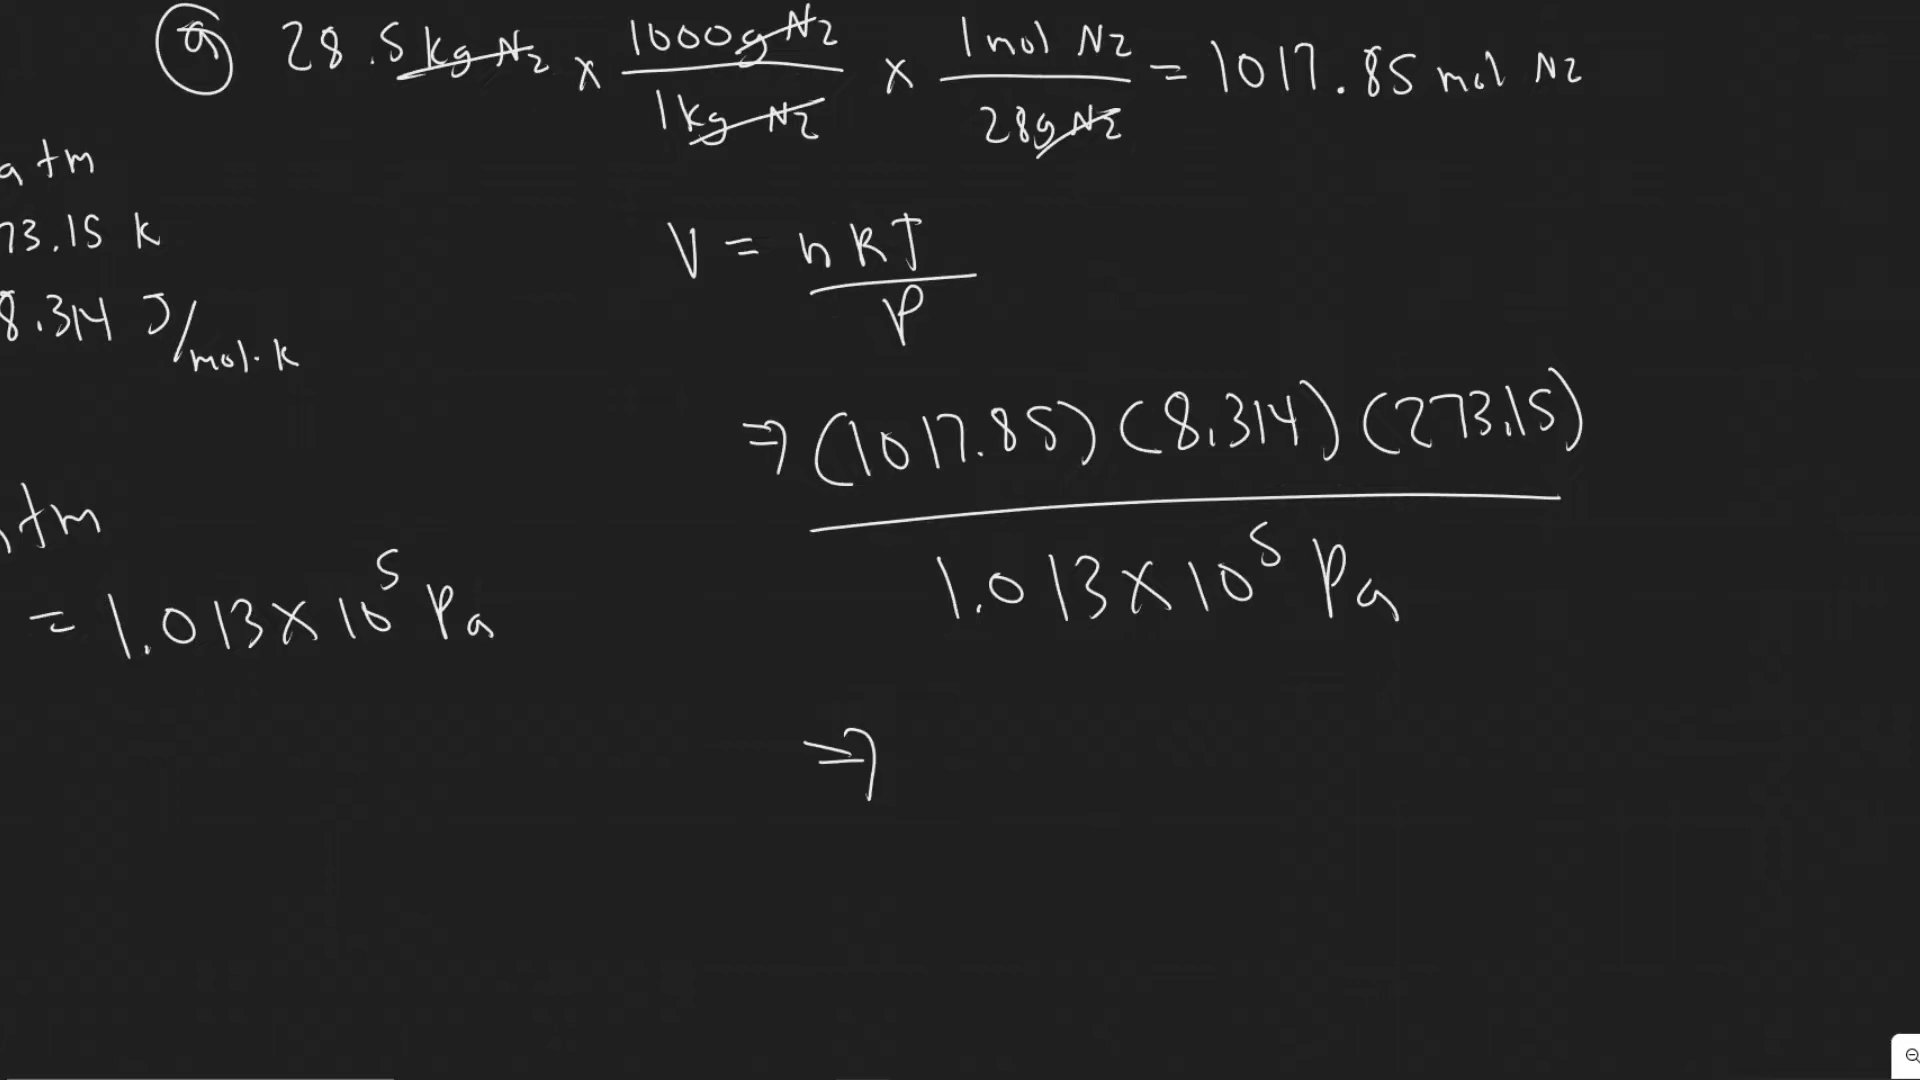 a 28.5 kg N2 x 1000g N2 / 1kg N2 x 1 mol N2 / 28g N2 = 1017.85 mol N2
atm
73.15 k
8.314 J/mol.k
V = nRT / P
⇒ (1017.85)(8.314)(273.15)
1.013x10^5 Pa
tm
= 1.013x10^5 Pa
⇒